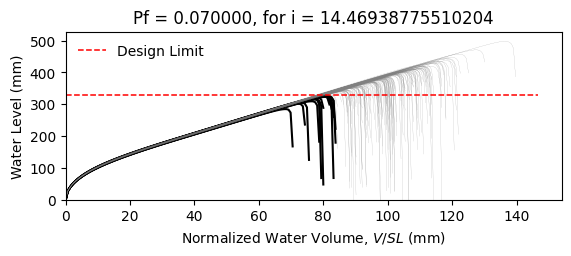 Pf = 0.070000, for i = 14.46938775510204
Water Level (mm)
500
400
300
200
100
0
Design Limit
0 20 40 60 80 100 120 140
Normalized Water Volume, V/SL (mm)